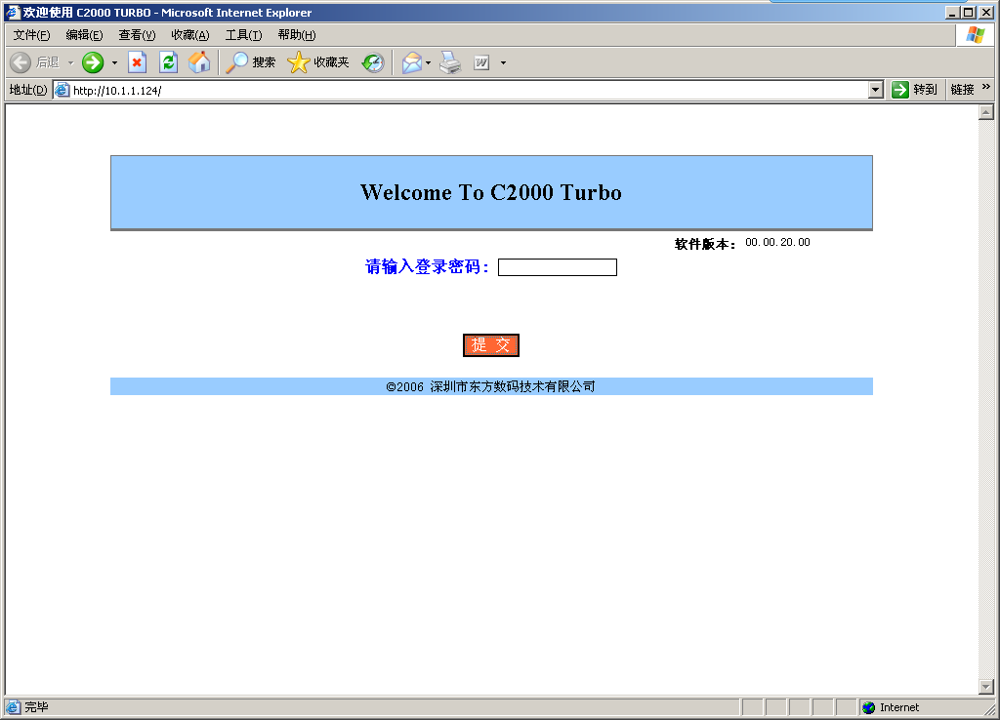 欢迎使用 C2000 TURBO - Microsoft Internet Explorer
文件(F) 编辑(E) 查看(V) 收藏(A) 工具(T) 帮助(H)
后退 搜索 收藏夹
地址(D) http://10.1.1.124/ 转到 链接 »
Welcome To C2000 Turbo
软件版本： 00.00.20.00
请输入登录密码：
提 交
©2006 深圳市东方数码技术有限公司
完毕 Internet